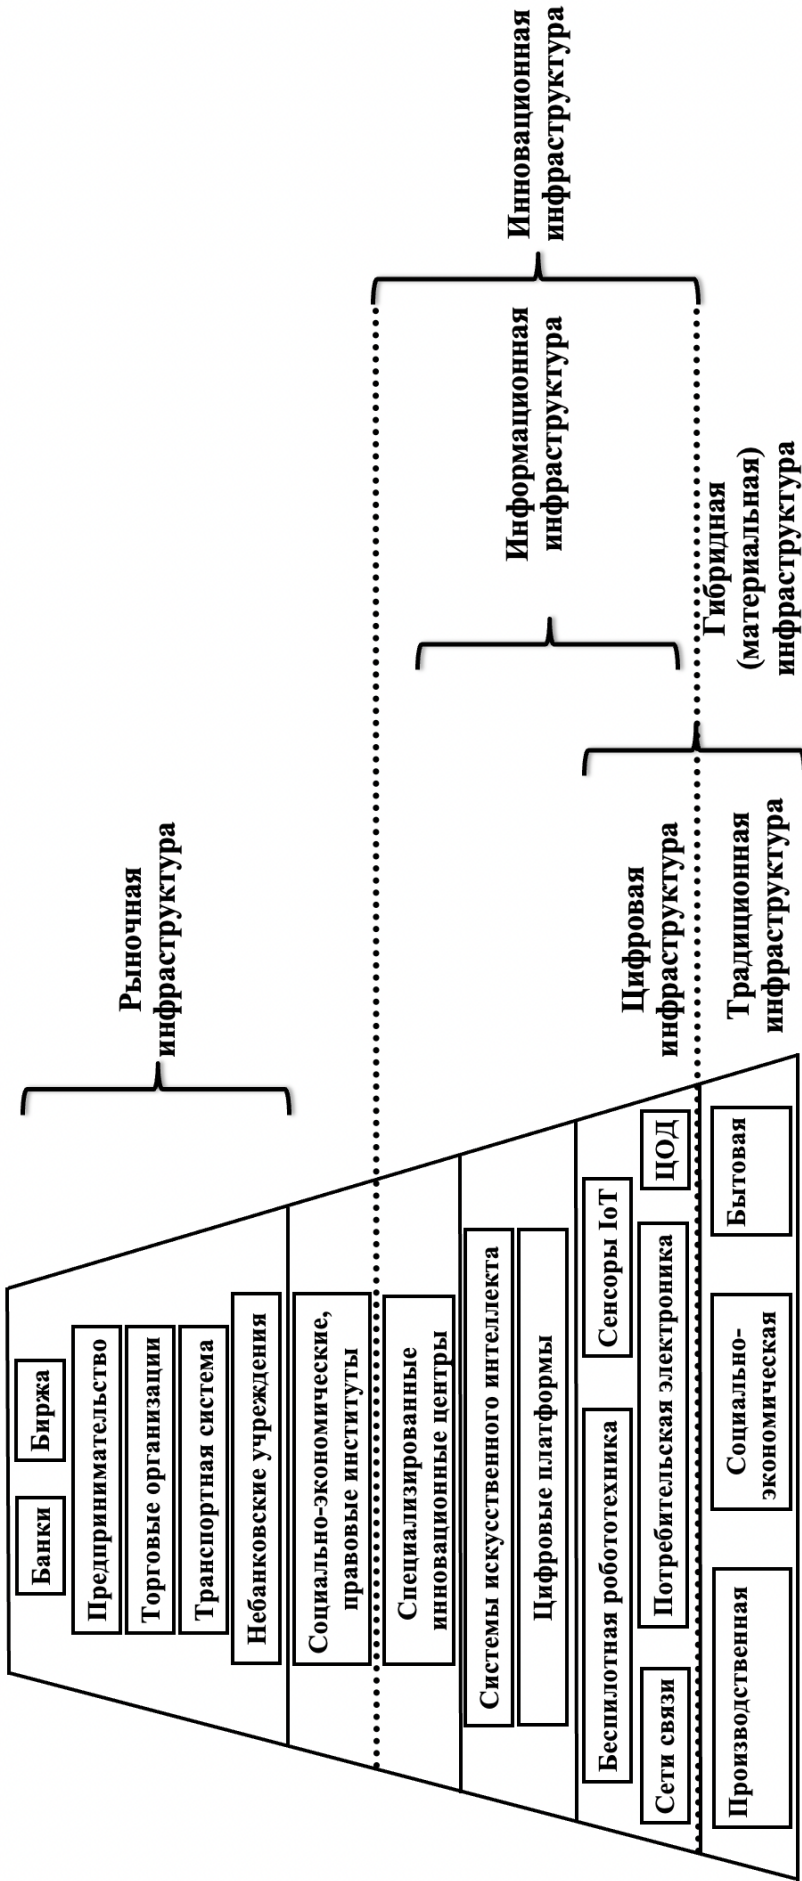 Банки
Биржа
Предпринимательство
Торговые организации
Транспортная система
Небанковские учреждения
Рыночная
инфраструктура
Социально-экономические,
правовые институты
Специализированные
инновационные центры
Системы искусственного интеллекта
Цифровые платформы
Инновационная
инфраструктура
Информационная
инфраструктура
Беспилотная робототехника
Сенсоры IoT
Сети связи
Потребительская электроника
ЦОД
Цифровая
инфраструктура
Гибридная
(материальная)
инфраструктура
Производственная
Социально-
экономическая
Бытовая
Традиционная
инфраструктура